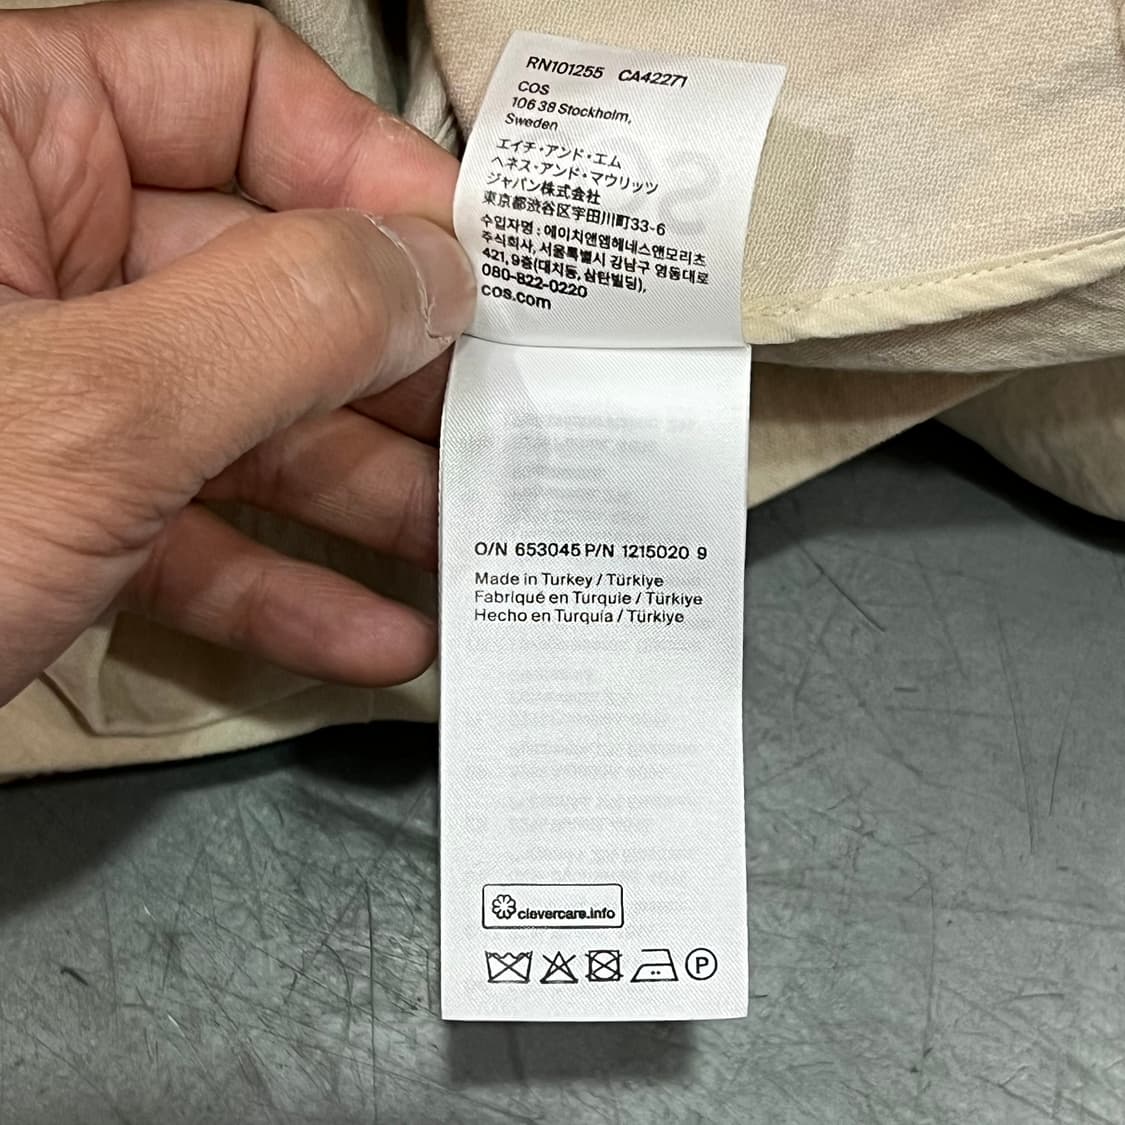 RN101255 CA42271
COS
106 38 Stockholm,
Sweden
エイチ・アンド・エム
ヘネス・アンド・マウリッツ
ジャパン株式会社
東京都渋谷区宇田川町33-6
수입자명 : 에이치앤엠헤네스앤모리츠
주식회사, 서울특별시 강남구 영동대로
421, 9층(대치동, 삼탄빌딩),
080-822-0220
cos.com
O/N 653045 P/N 1215020 9
Made in Turkey / Türkiye
Fabriqué en Turquie / Türkiye
Hecho en Turquía / Türkiye
clevercare.info
P